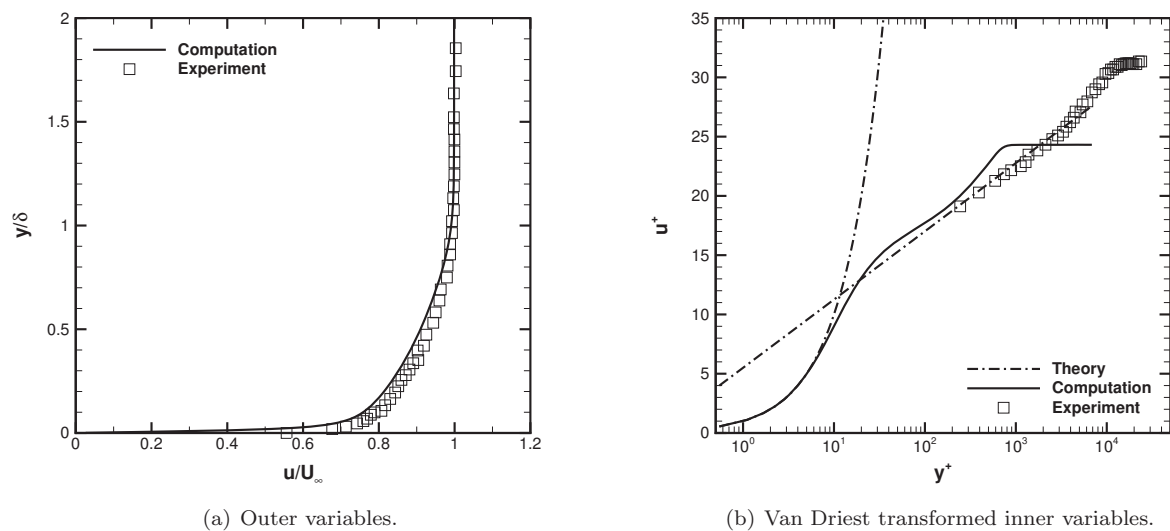 2
1.5
1
0.5
0
y/δ
Computation
Experiment
0 0.2 0.4 0.6 0.8 1 1.2
u/U∞
(a) Outer variables.
35
30
25
20
15
10
5
0
u+
Theory
Computation
Experiment
10^0 10^1 10^2 10^3 10^4
y+
(b) Van Driest transformed inner variables.